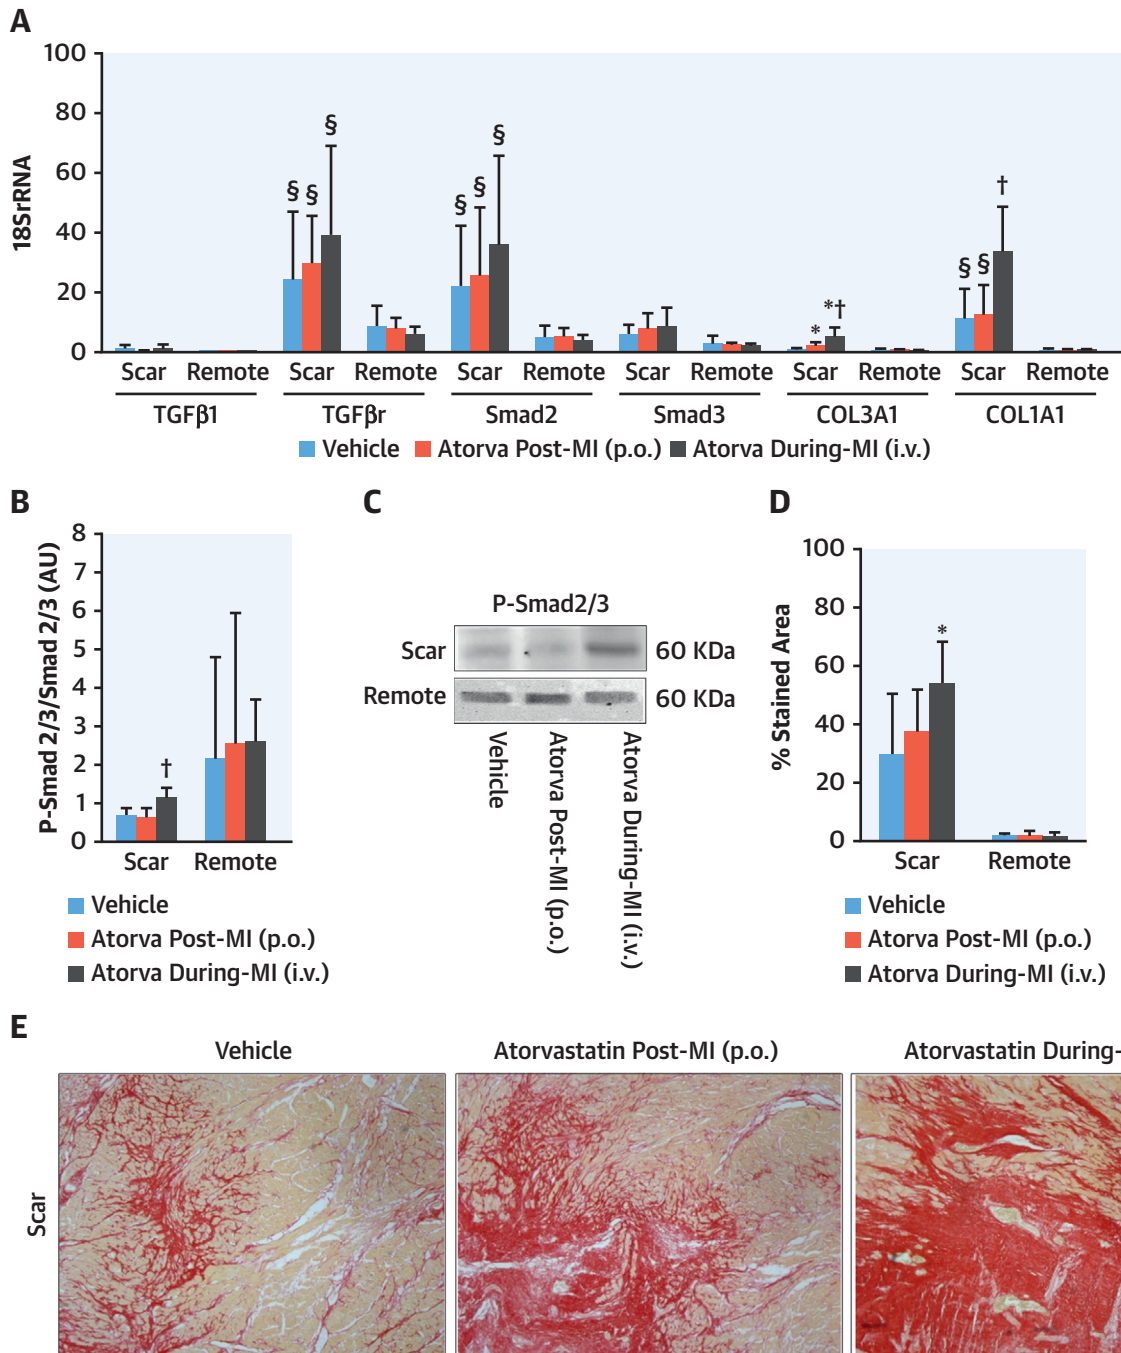 A
18SrRNA
100
80
60
40
20
0
§ § § § § § * *† § § †
Scar Remote Scar Remote Scar Remote Scar Remote Scar Remote Scar Remote
TGFβ1 TGFβr Smad2 Smad3 COL3A1 COL1A1
Vehicle Atorva Post-MI (p.o.) Atorva During-MI (i.v.)
B
P-Smad 2/3/Smad 2/3 (AU)
8
7
6
5
4
3
2
1
0
†
Scar Remote
Vehicle
Atorva Post-MI (p.o.)
Atorva During-MI (i.v.)
C
P-Smad2/3
Scar 60 KDa
Remote 60 KDa
Vehicle
Atorva Post-MI (p.o.)
Atorva During-MI (i.v.)
D
% Stained Area
100
80
60
40
20
0
*
Scar Remote
Vehicle
Atorva Post-MI (p.o.)
Atorva During-MI (i.v.)
E
Vehicle Atorvastatin Post-MI (p.o.) Atorvastatin During-
Scar